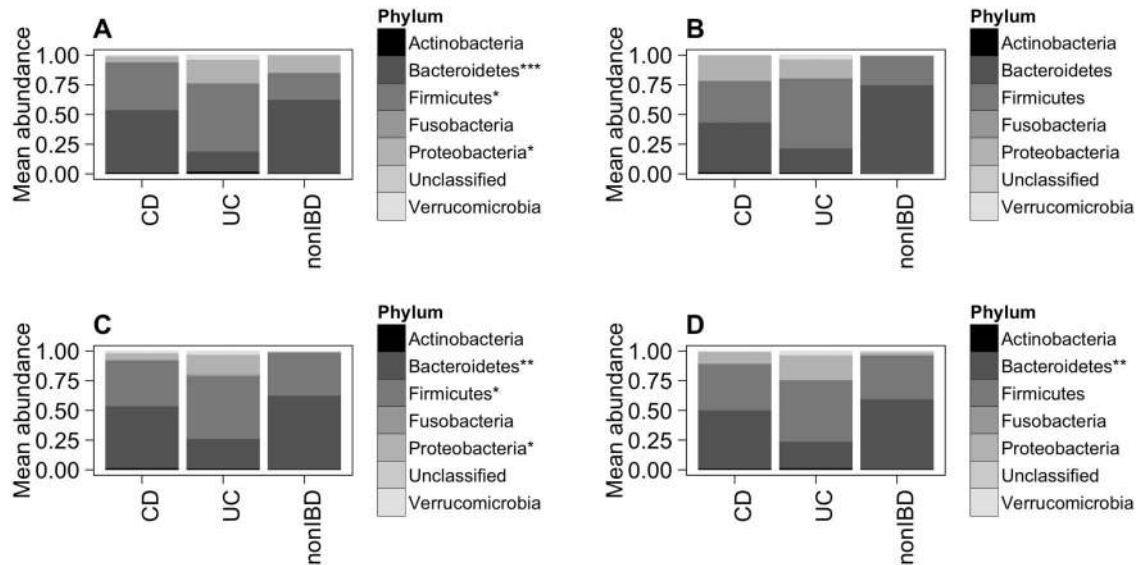 A
Mean abundance
1.00
0.75
0.50
0.25
0.00
CD
UC
nonIBD
Phylum
Actinobacteria
Bacteroidetes***
Firmicutes*
Fusobacteria
Proteobacteria*
Unclassified
Verrucomicrobia
B
Mean abundance
1.00
0.75
0.50
0.25
0.00
CD
UC
nonIBD
Phylum
Actinobacteria
Bacteroidetes
Firmicutes
Fusobacteria
Proteobacteria
Unclassified
Verrucomicrobia
C
Mean abundance
1.00
0.75
0.50
0.25
0.00
CD
UC
nonIBD
Phylum
Actinobacteria
Bacteroidetes**
Firmicutes*
Fusobacteria
Proteobacteria*
Unclassified
Verrucomicrobia
D
Mean abundance
1.00
0.75
0.50
0.25
0.00
CD
UC
nonIBD
Phylum
Actinobacteria
Bacteroidetes**
Firmicutes
Fusobacteria
Proteobacteria
Unclassified
Verrucomicrobia